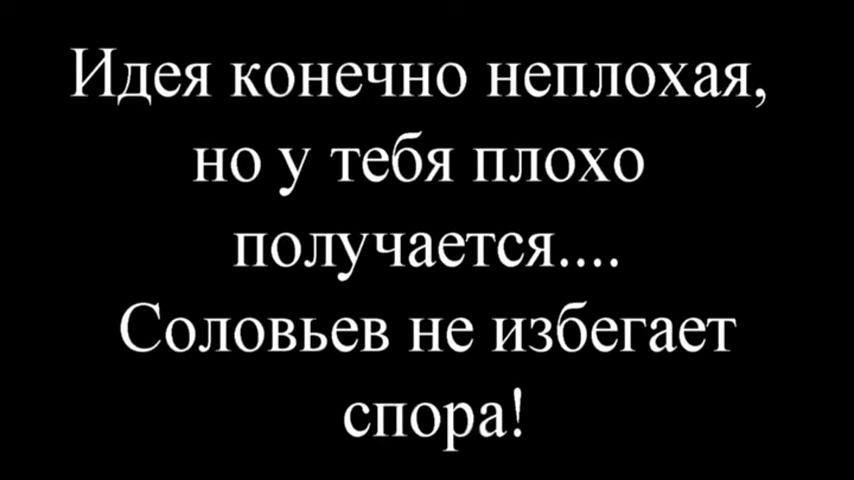 Идея конечно неплохая,
но у тебя плохо
получается....
Соловьев не избегает
спора!